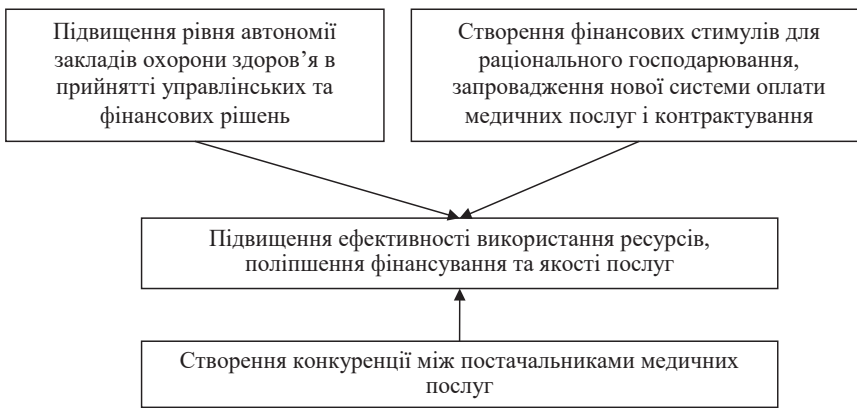 Підвищення рівня автономії
закладів охорони здоров’я в
прийнятті управлінських та
фінансових рішень
Створення фінансових стимулів для
раціонального господарювання,
запровадження нової системи оплати
медичних послуг і контрактування
Підвищення ефективності використання ресурсів,
поліпшення фінансування та якості послуг
Створення конкуренції між постачальниками медичних
послуг